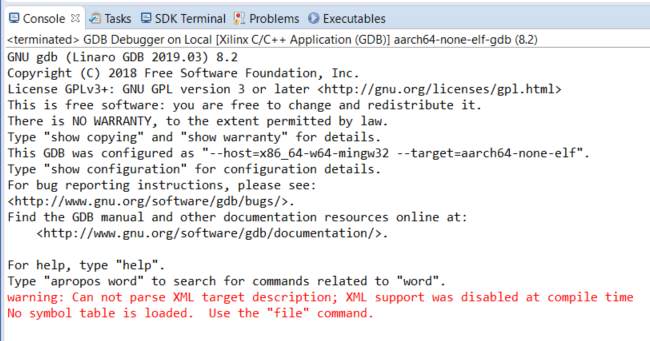 Console Tasks SDK Terminal Problems Executables
<terminated> GDB Debugger on Local [Xilinx C/C++ Application (GDB)] aarch64-none-elf-gdb (8.2)
GNU gdb (Linaro GDB 2019.03) 8.2
Copyright (C) 2018 Free Software Foundation, Inc.
License GPLv3+: GNU GPL version 3 or later <http://gnu.org/licenses/gpl.html>
This is free software: you are free to change and redistribute it.
There is NO WARRANTY, to the extent permitted by law.
Type "show copying" and "show warranty" for details.
This GDB was configured as "--host=x86_64-w64-mingw32 --target=aarch64-none-elf".
Type "show configuration" for configuration details.
For bug reporting instructions, please see:
<http://www.gnu.org/software/gdb/bugs/>.
Find the GDB manual and other documentation resources online at:
    <http://www.gnu.org/software/gdb/documentation/>.

For help, type "help".
Type "apropos word" to search for commands related to "word".
warning: Can not parse XML target description; XML support was disabled at compile time
No symbol table is loaded.  Use the "file" command.